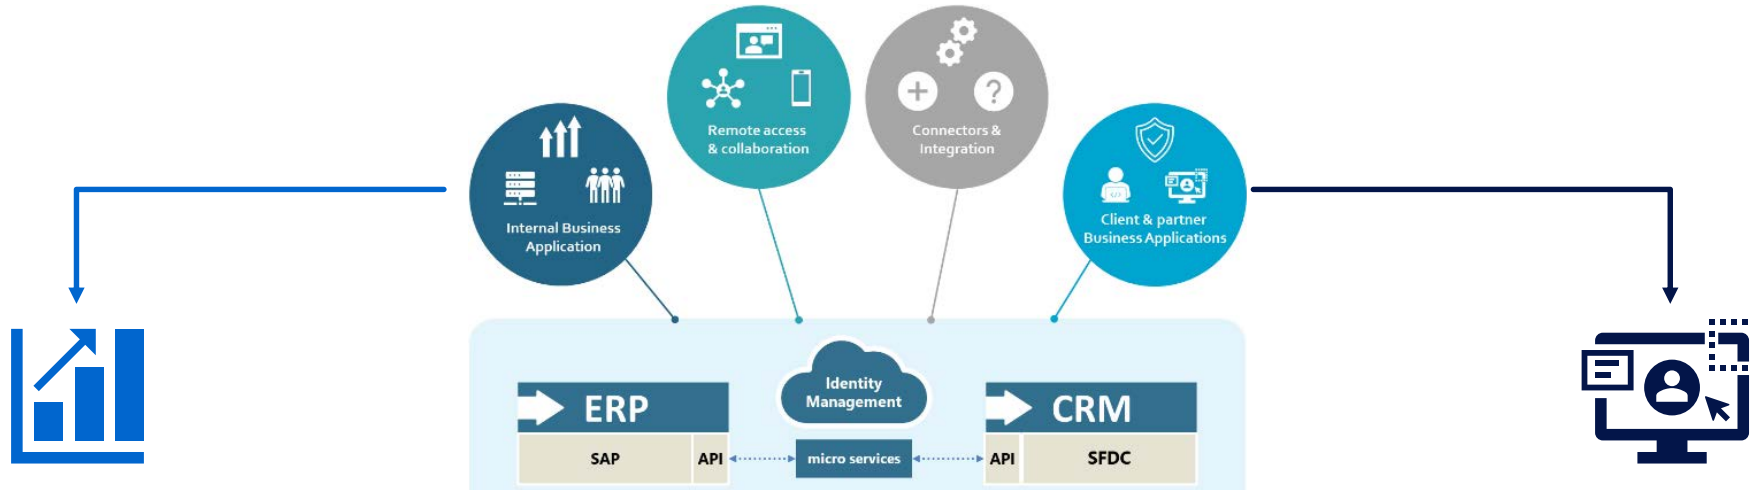 Remote access
& collaboration
Connectors &
Integration
Internal Business
Application
Client & partner
Business Applications
Identity
Management
ERP
CRM
SAP
API
micro services
API
SFDC